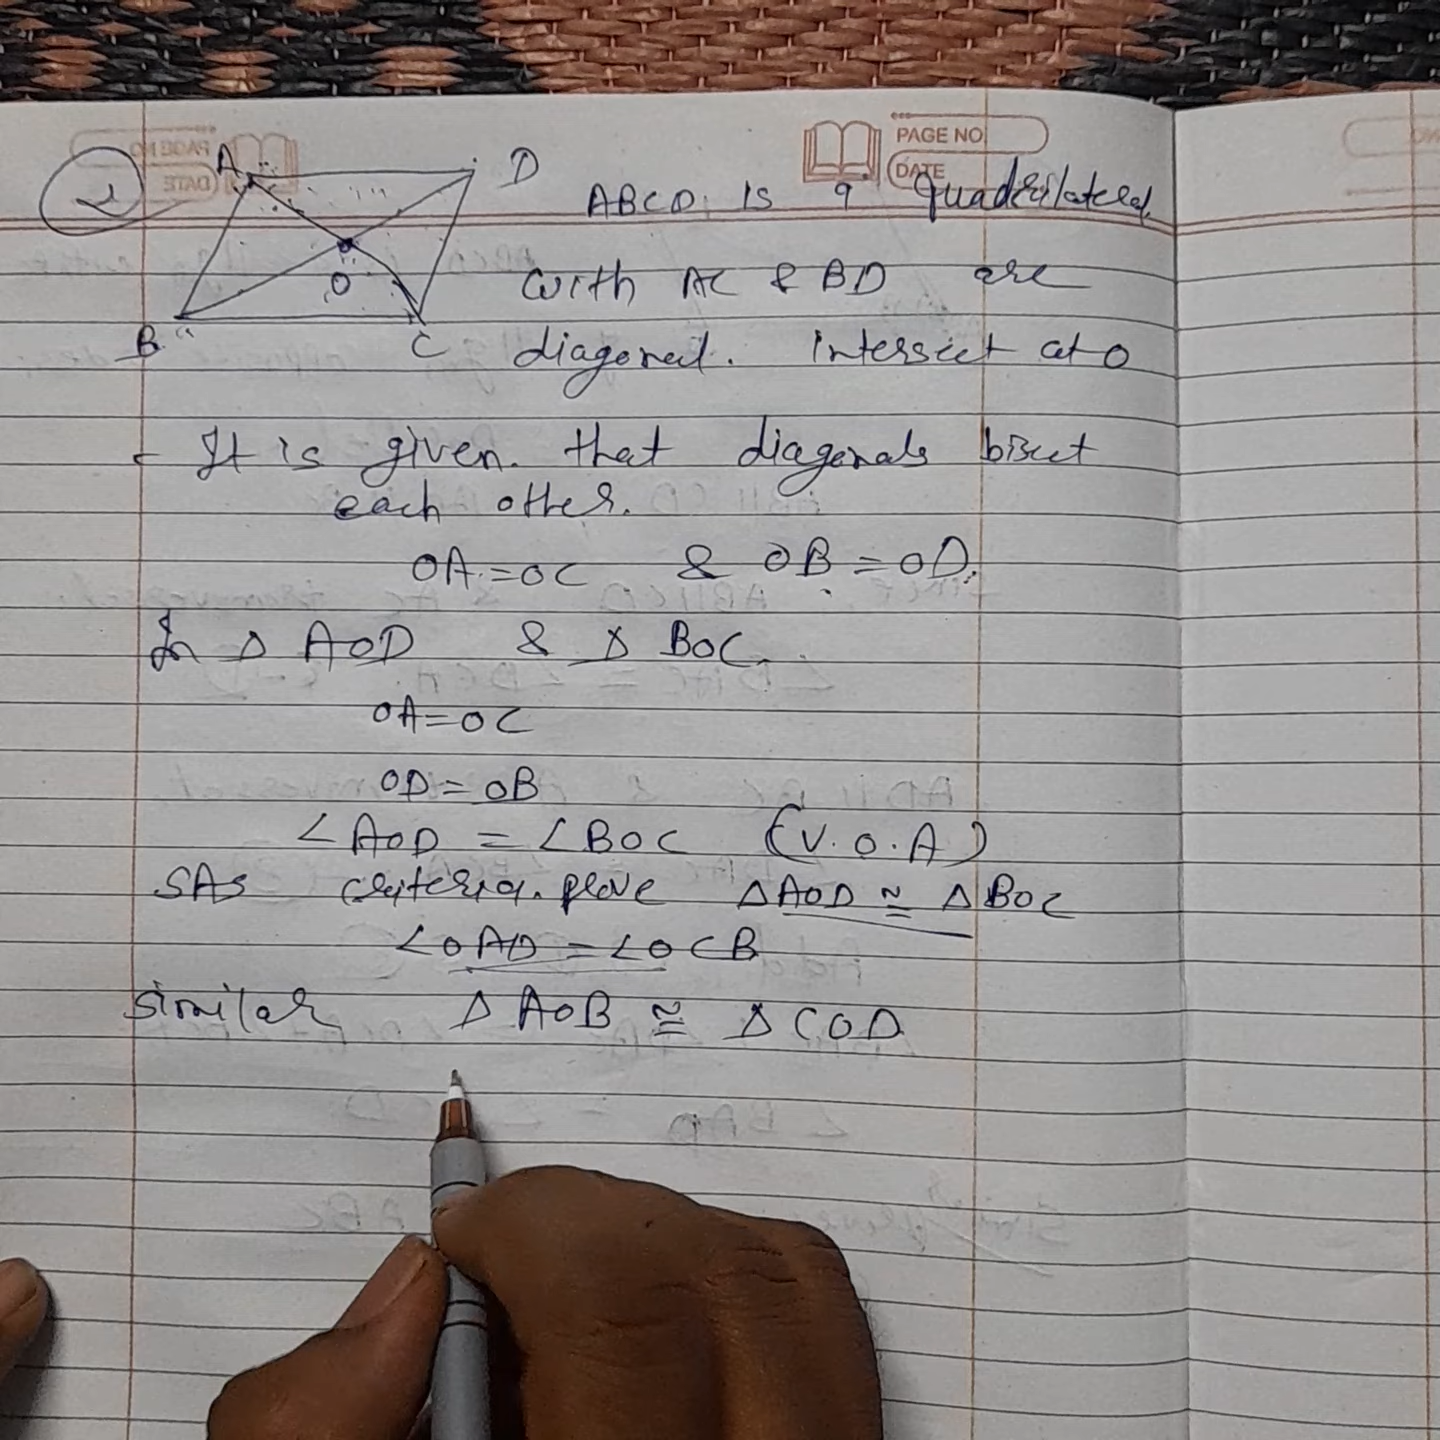 PAGE NO
DATE
2
A D
ABCD is a Quadrilateral
O
B C
with AC & BD are
diagonal. intersect at O
It is given. that diagonals bisect
each other.
OA = OC & OB = OD.
In Δ AOD & Δ BOC.
OA = OC
OD = OB
∠AOD = ∠BOC (V.O.A)
SAS criteria. prove Δ AOD ≅ Δ BOC
∠OAD = ∠OCB
Similar Δ AOB ≅ Δ COD